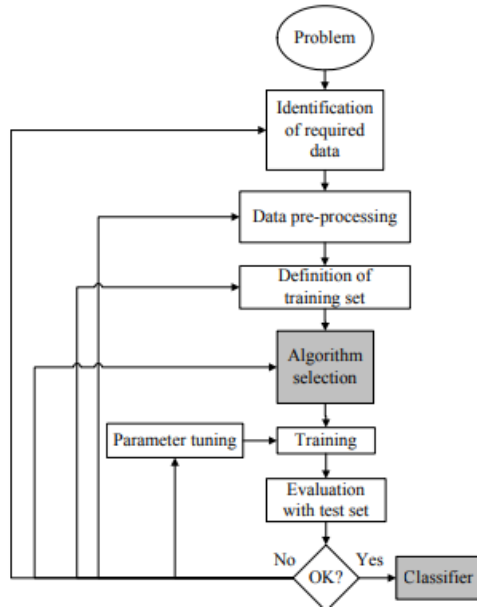 Problem
Identification
of required
data
Data pre-processing
Definition of
training set
Algorithm
selection
Parameter tuning
Training
Evaluation
with test set
No
Yes
OK?
Classifier